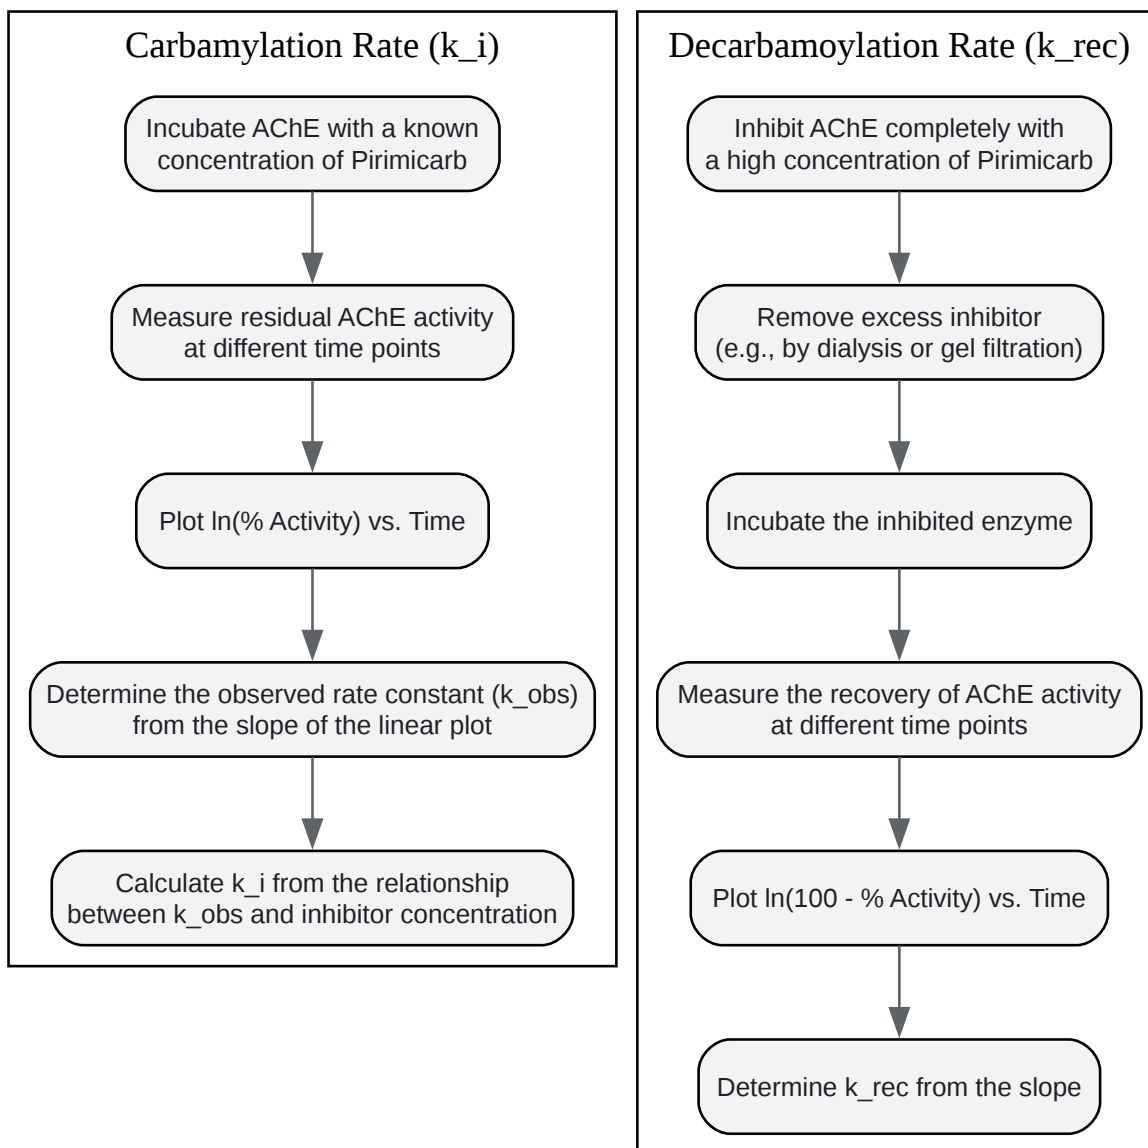 Carbamylation Rate (k_i)
Incubate AChE with a known
concentration of Pirimicarb
Measure residual AChE activity
at different time points
Plot ln(% Activity) vs. Time
Determine the observed rate constant (k_obs)
from the slope of the linear plot
Calculate k_i from the relationship
between k_obs and inhibitor concentration
Decarbamoylation Rate (k_rec)
Inhibit AChE completely with
a high concentration of Pirimicarb
Remove excess inhibitor
(e.g., by dialysis or gel filtration)
Incubate the inhibited enzyme
Measure the recovery of AChE activity
at different time points
Plot ln(100 - % Activity) vs. Time
Determine k_rec from the slope